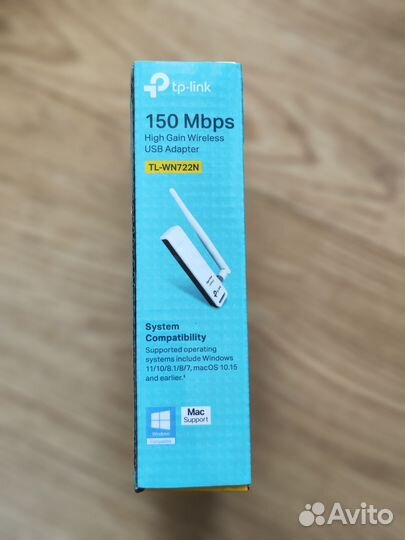 tp-link
150 Mbps
High Gain Wireless
USB Adapter
TL-WN722N
System
Compatibility
Supported operating
systems include Windows
11/10/8.1/8/7, macOS 10.15
and earlier.
Windows
Mac
Support
Avito